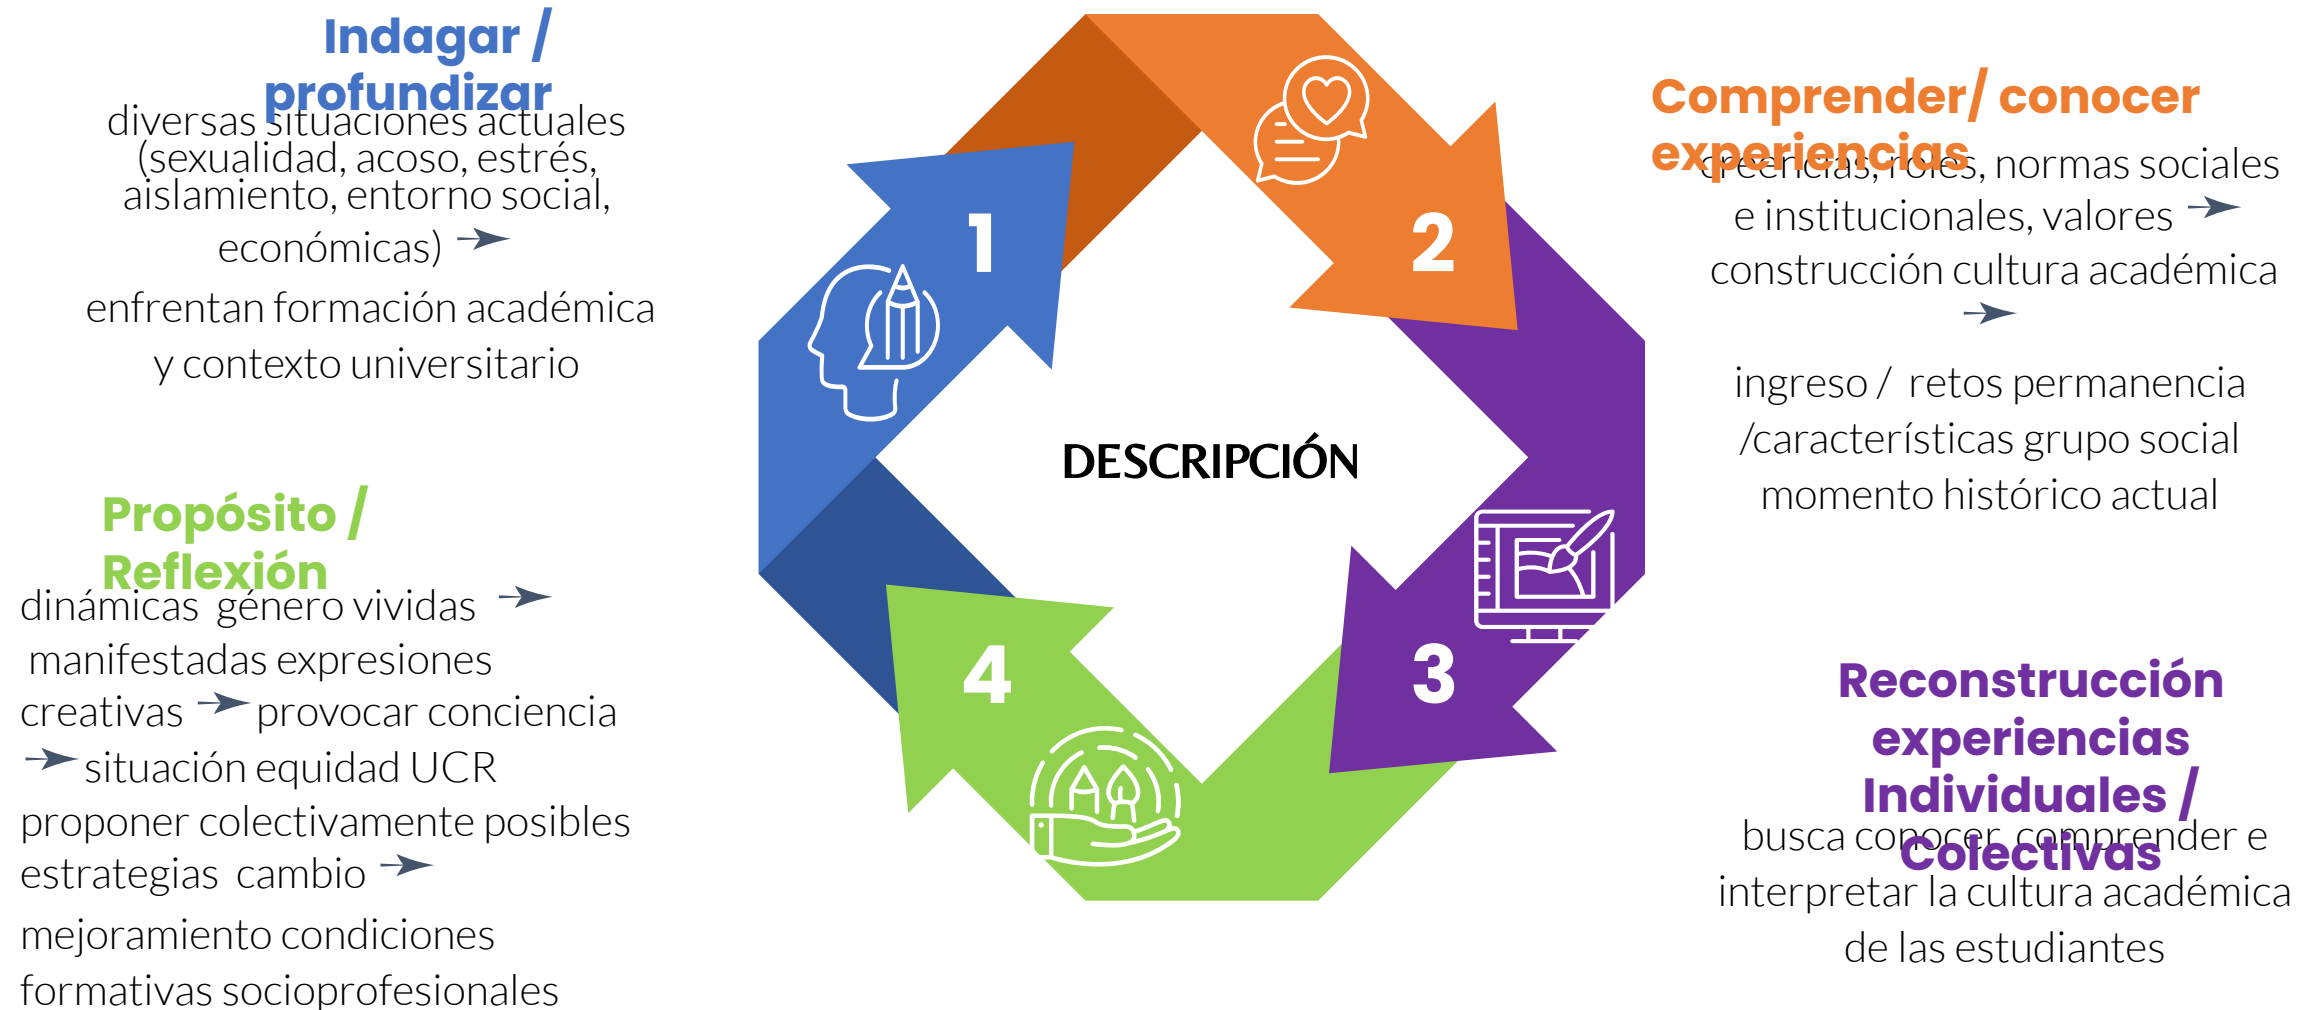 Indagar /
profundizar
diversas situaciones actuales
(sexualidad, acoso, estrés,
aislamiento, entorno social,
económicas)
enfrentan formación académica
y contexto universitario
1
2
Comprender/ conocer
experiencias
creencias, roles, normas sociales
e institucionales, valores
construcción cultura académica
ingreso / retos permanencia
/características grupo social
momento histórico actual
DESCRIPCIÓN
3
Reconstrucción
experiencias
Individuales /
Colectivas
busca conocer, comprender e
interpretar la cultura académica
de las estudiantes
4
Propósito /
Reflexión
dinámicas género vividas
manifestadas expresiones
creativas provocar conciencia
situación equidad UCR
proponer colectivamente posibles
estrategias cambio
mejoramiento condiciones
formativas socioprofesionales